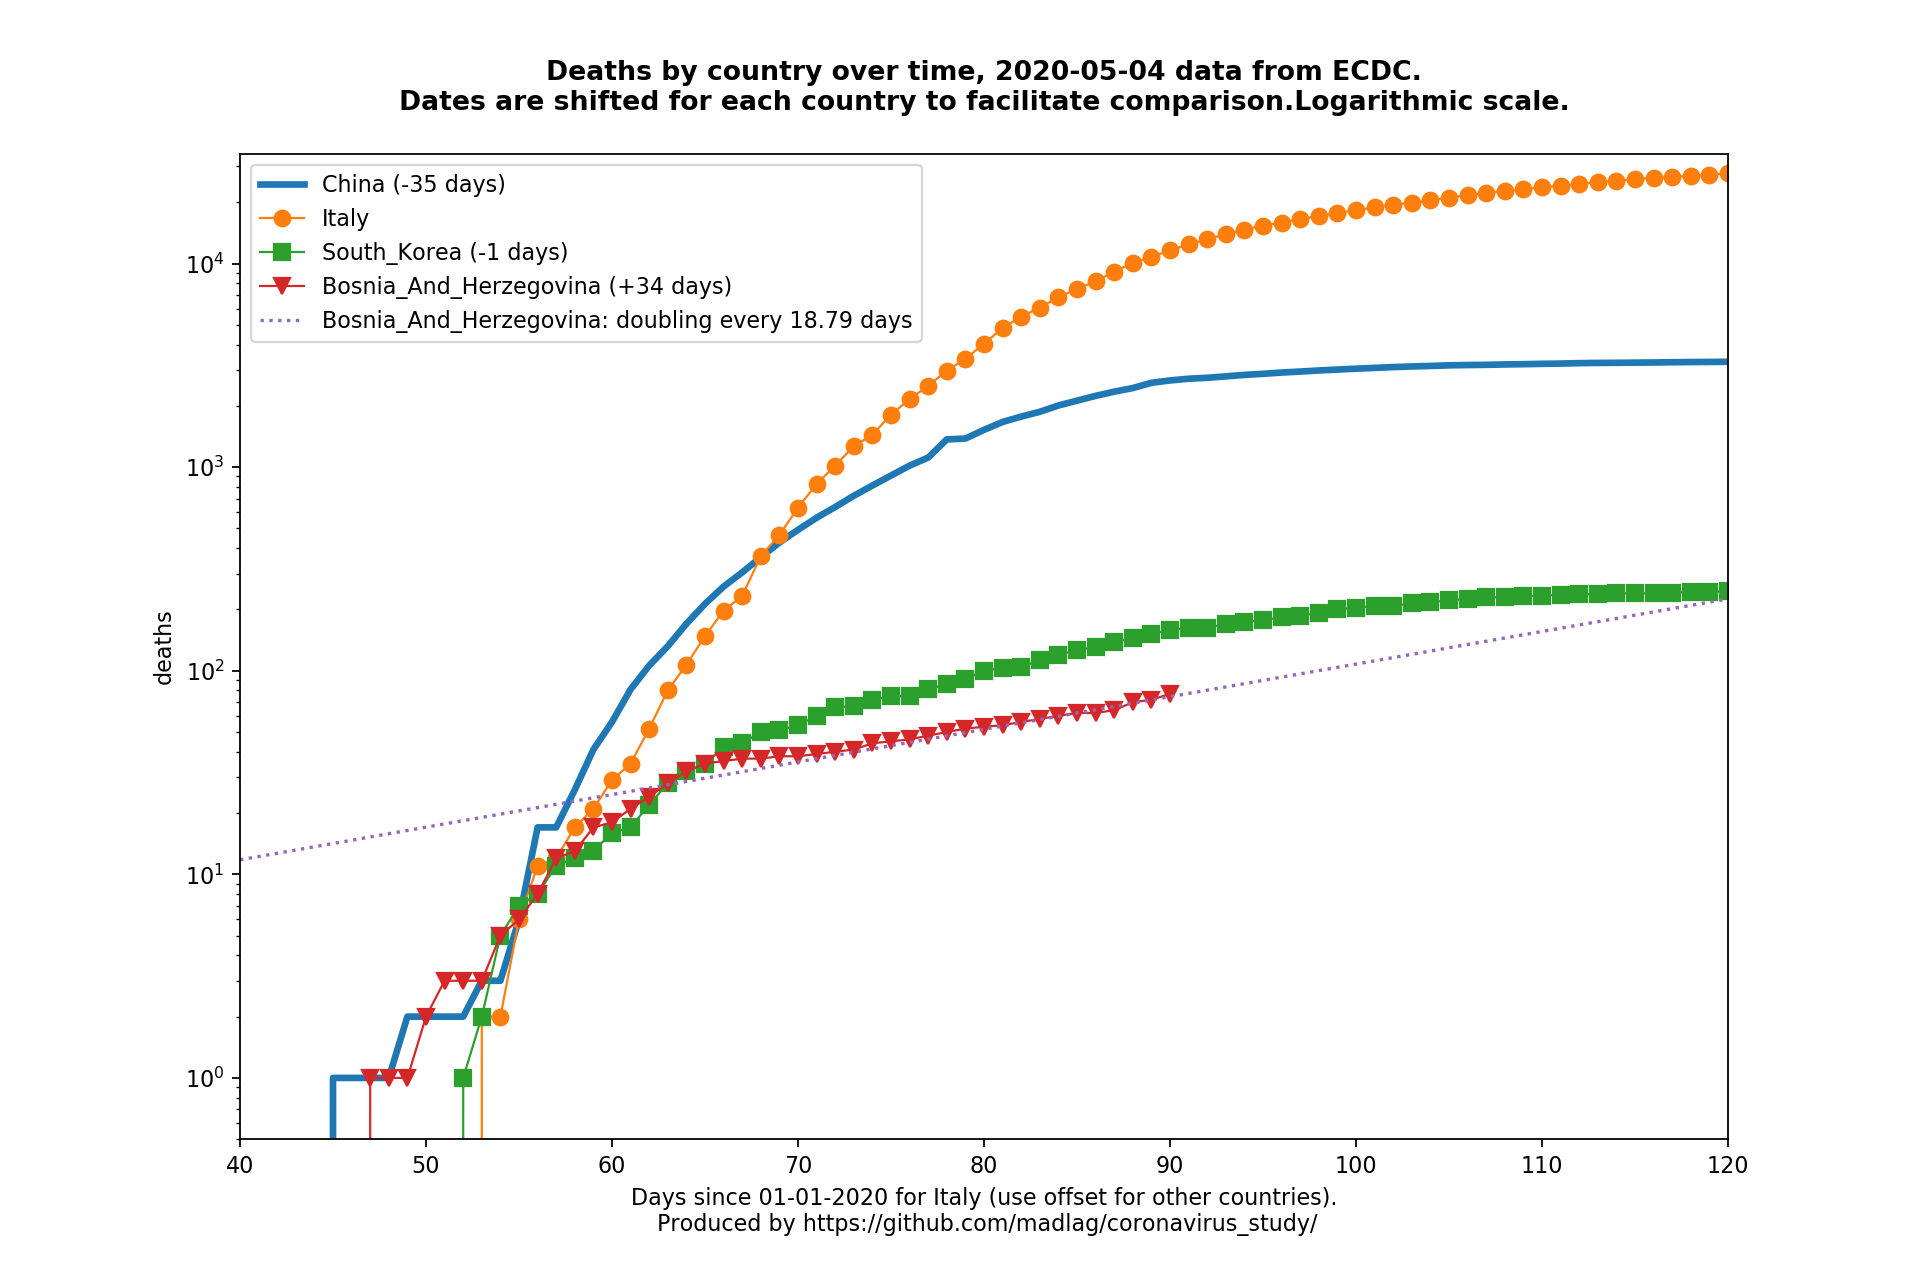 Deaths by country over time, 2020-05-04 data from ECDC.
Dates are shifted for each country to facilitate comparison.Logarithmic scale.
China (-35 days)
Italy
South_Korea (-1 days)
Bosnia_And_Herzegovina (+34 days)
Bosnia_And_Herzegovina: doubling every 18.79 days
deaths
10⁴
10³
10²
10¹
10⁰
40 50 60 70 80 90 100 110 120
Days since 01-01-2020 for Italy (use offset for other countries).
Produced by https://github.com/madlag/coronavirus_study/